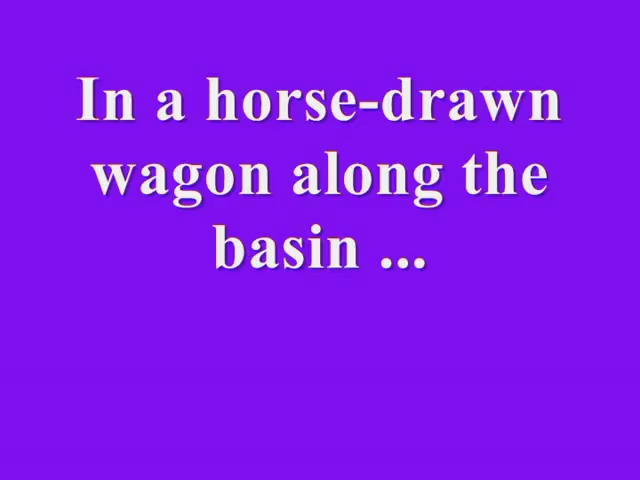 In a horse-drawn
wagon along the
basin ...